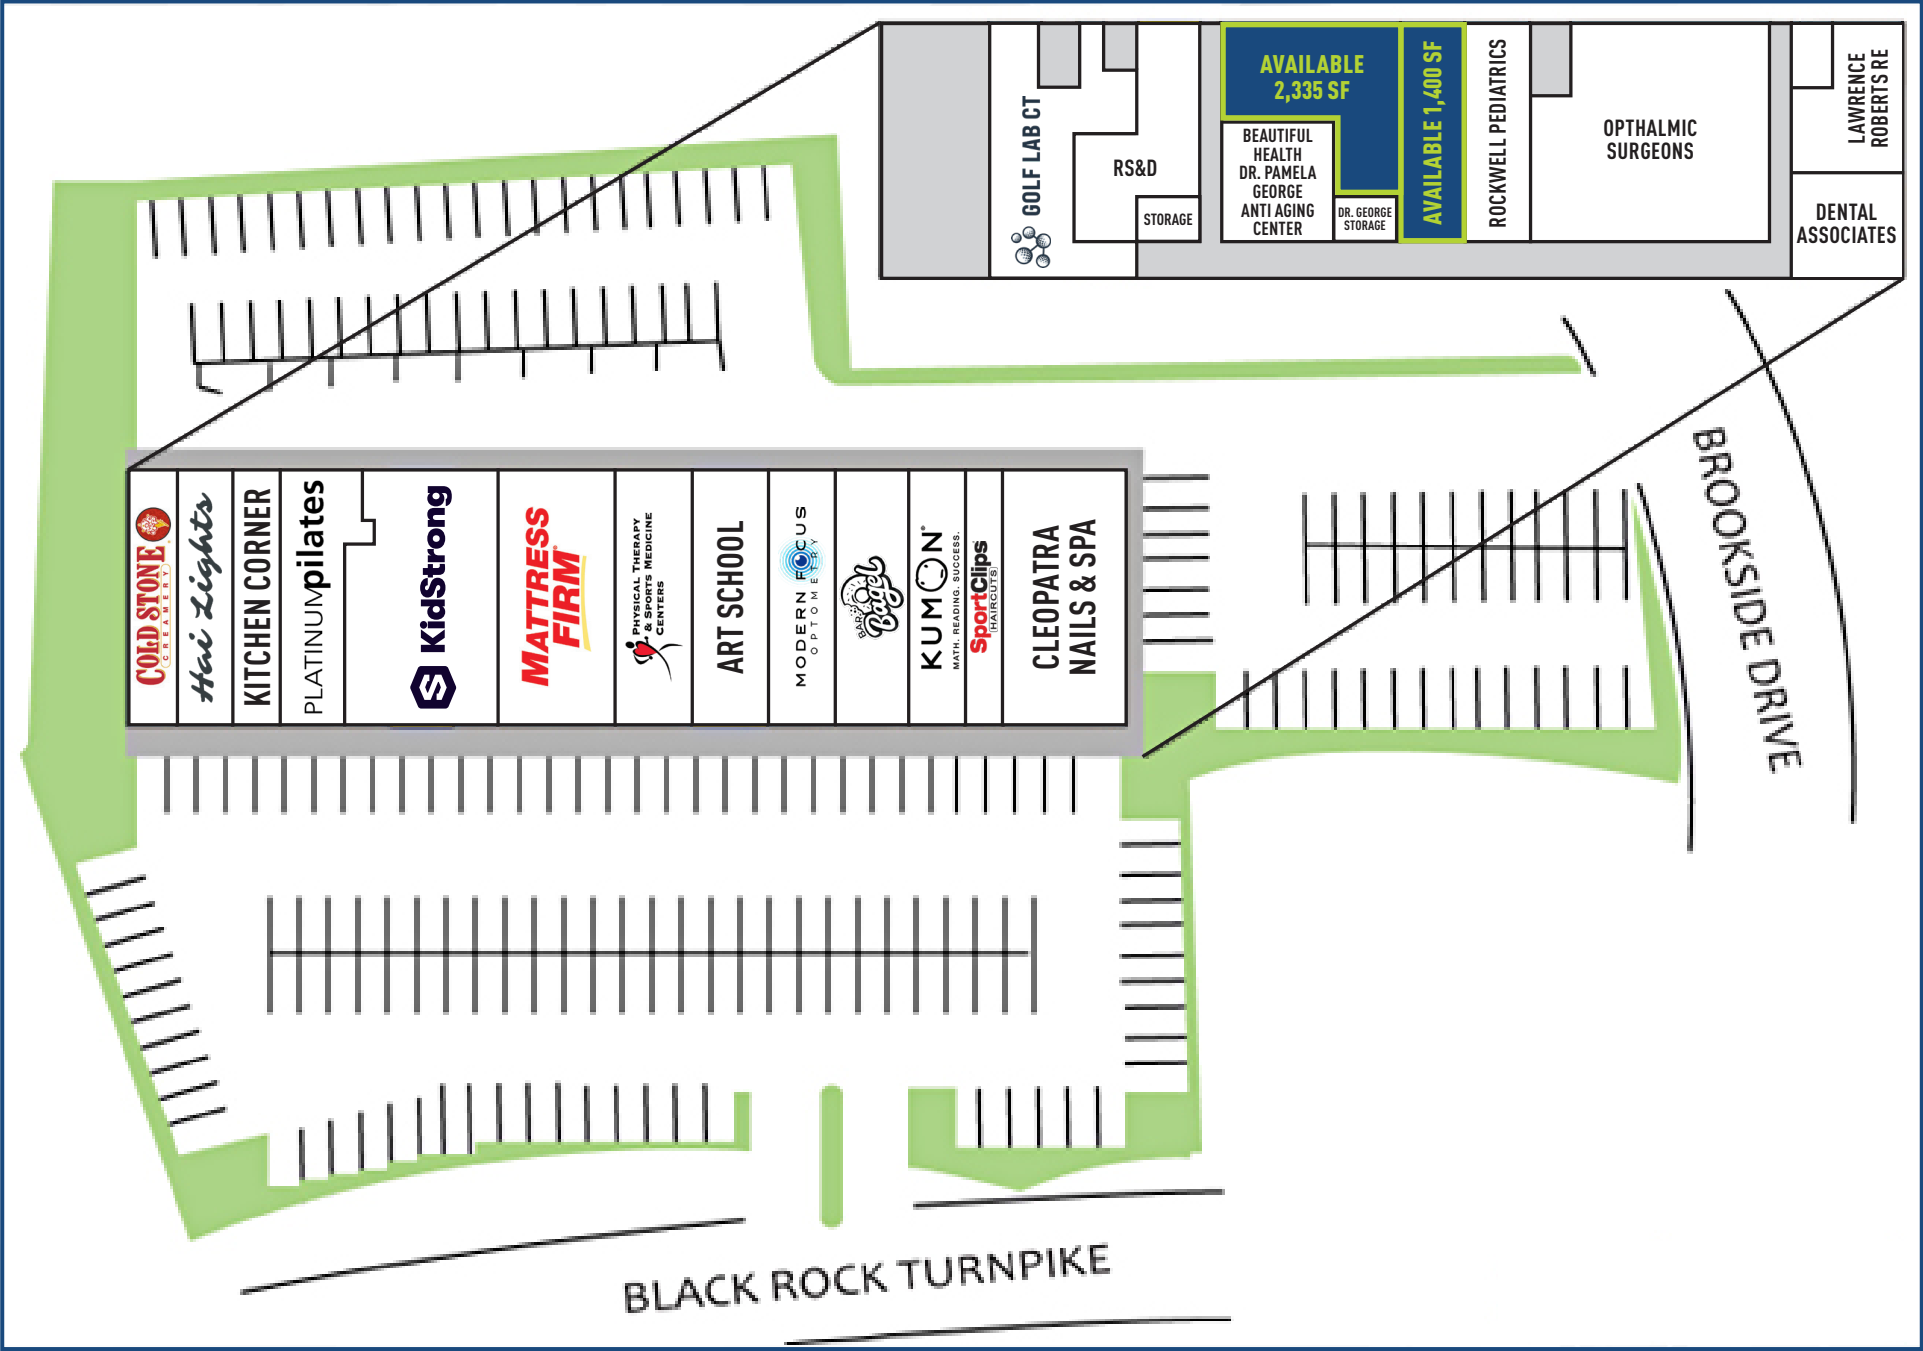 GOLF LAB CT
RS&D
STORAGE
AVAILABLE
2,335 SF
BEAUTIFUL
HEALTH
DR. PAMELA
GEORGE
ANTI AGING
CENTER
DR. GEORGE
STORAGE
AVAILABLE 1,400 SF
ROCKWELL PEDIATRICS
OPTHALMIC
SURGEONS
LAWRENCE
ROBERTS RE
DENTAL
ASSOCIATES
COLD STONE
CREAMERY
Hai Lights
KITCHEN CORNER
PLATINUMpilates
S KidStrong
MATTRESS
FIRM
PHYSICAL THERAPY
& SPORTS MEDICINE
CENTERS
ART SCHOOL
MODERN FOCUS
OPTOMETRY
Bagel
KUMON
MATH. READING. SUCCESS.
SportClips
HAIRCUTS
CLEOPATRA
NAILS & SPA
BROOKSIDE DRIVE
BLACK ROCK TURNPIKE